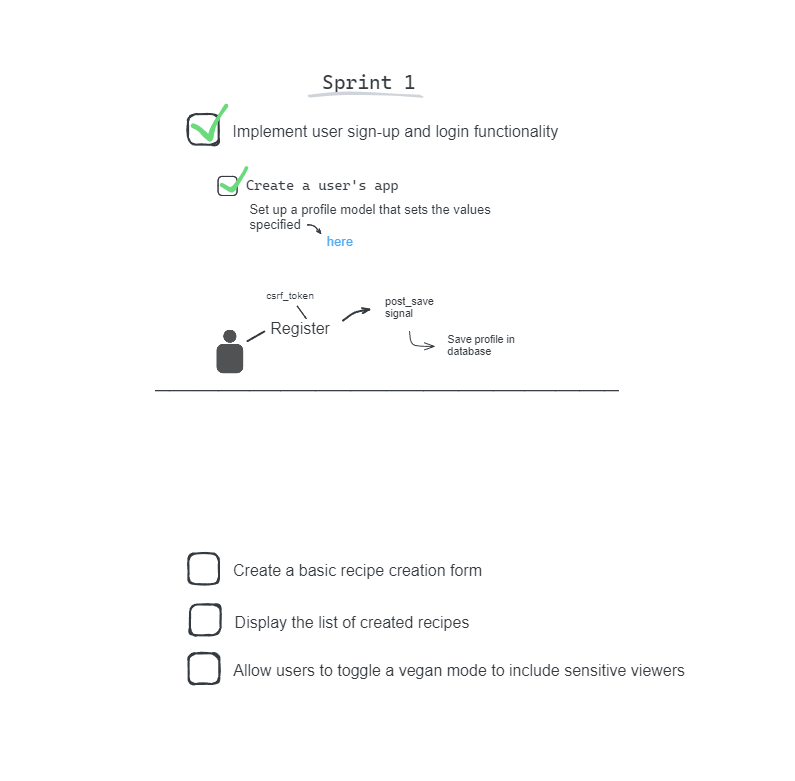 Sprint 1
Implement user sign-up and login functionality
Create a user's app
Set up a profile model that sets the values
specified
here
csrf_token
Register
post_save
signal
Save profile in
database
Create a basic recipe creation form
Display the list of created recipes
Allow users to toggle a vegan mode to include sensitive viewers